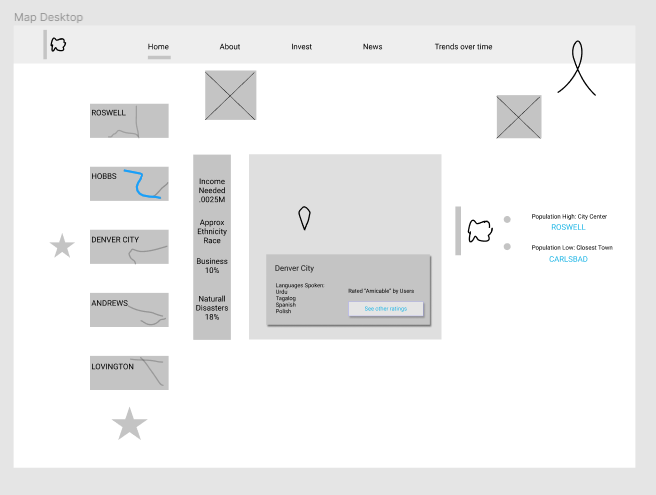 Map Desktop
Home
About
Invest
News
Trends over time
ROSWELL
HOBBS
DENVER CITY
ANDREWS
LOVINGTON
Income
Needed
.0025M
Approx
Ethnicity
Race
Business
10%
Naturall
Disasters
18%
Denver City
Languages Spoken:
Urdu
Tagalog
Spanish
Polish
Rated "Amicable" by Users
See other ratings
Population High: City Center
ROSWELL
Population Low: Closest Town
CARLSBAD